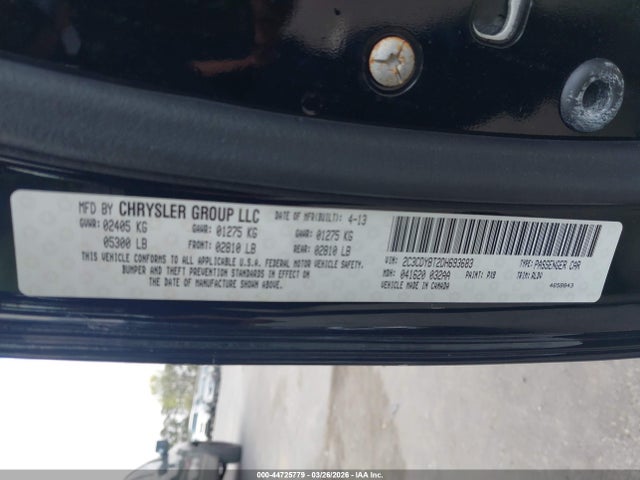 MFD BY CHRYSLER GROUP LLC DATE OF MFR(BUILT): 4-13
GVWR: 02405 KG GAWR: 01275 KG GAWR: 01275 KG
05300 LB FRONT: 02810 LB REAR: 02810 LB
THIS VEHICLE CONFORMS TO ALL APPLICABLE U.S.A. FEDERAL MOTOR VEHICLE SAFETY,
BUMPER AND THEFT PREVENTION STANDARDS IN EFFECT ON
THE DATE OF MANUFACTURE SHOWN ABOVE.
VIN: 2C3CDYBT2DH693603 TYPE: PASSENGER CAR
MDH: 041620 032AA PAINT: PX8 TRIM: RLDV
VEHICLE MADE IN CANADA
000-44725779 - 03/26/2026 - IAA Inc.